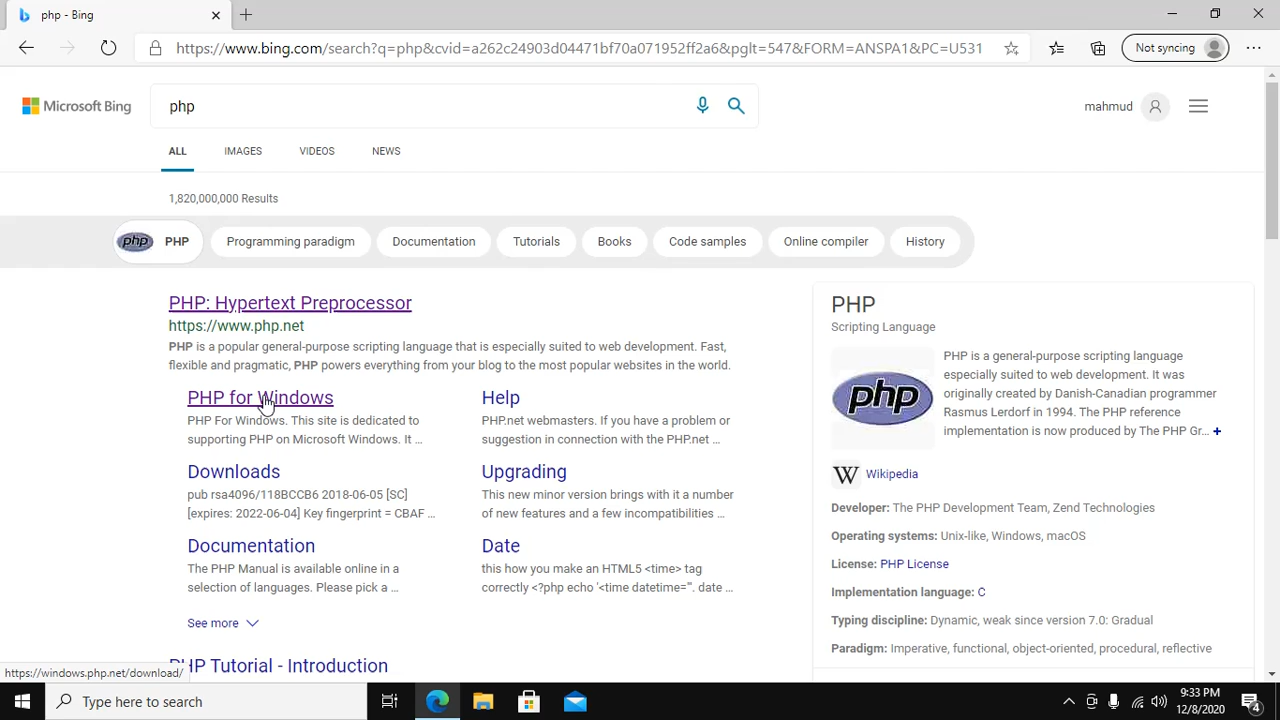 php - Bing
https://www.bing.com/search?q=php&cvid=a262c24903d04471bf70a071952ff2a6&pglt=547&FORM=ANSPA1&PC=U531
Not syncing
Microsoft Bing
php
mahmud
ALL IMAGES VIDEOS NEWS
1,820,000,000 Results
php PHP Programming paradigm Documentation Tutorials Books Code samples Online compiler History
PHP: Hypertext Preprocessor
https://www.php.net
PHP is a popular general-purpose scripting language that is especially suited to web development. Fast,
flexible and pragmatic, PHP powers everything from your blog to the most popular websites in the world.
PHP for Windows
PHP For Windows. This site is dedicated to
supporting PHP on Microsoft Windows. It ...
Help
PHP.net webmasters. If you have a problem or
suggestion in connection with the PHP.net ...
Downloads
pub rsa4096/118BCCB6 2018-06-05 [SC]
[expires: 2022-06-04] Key fingerprint = CBAF ...
Upgrading
This new minor version brings with it a number
of new features and a few incompatibilities ...
Documentation
The PHP Manual is available online in a
selection of languages. Please pick a ...
Date
this how you make an HTML5 <time> tag
correctly <?php echo '<time datetime="'. date ...
See more
PHP Tutorial - Introduction
https://windows.php.net/download/
PHP
Scripting Language
php
PHP is a general-purpose scripting language
especially suited to web development. It was
originally created by Danish-Canadian programmer
Rasmus Lerdorf in 1994. The PHP reference
implementation is now produced by The PHP Gr... +
W Wikipedia
Developer: The PHP Development Team, Zend Technologies
Operating systems: Unix-like, Windows, macOS
License: PHP License
Implementation language: C
Typing discipline: Dynamic, weak since version 7.0: Gradual
Paradigm: Imperative, functional, object-oriented, procedural, reflective
Type here to search
9:33 PM
12/8/2020
4